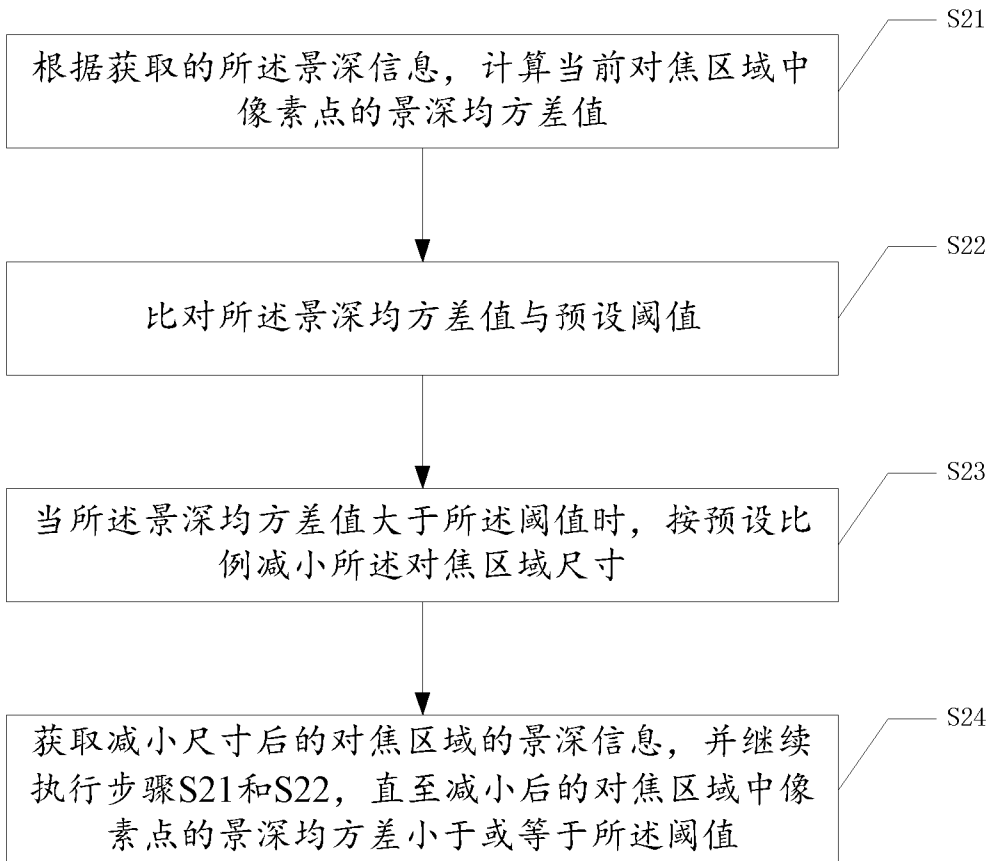 S21
根据获取的所述景深信息，计算当前对焦区域中
像素点的景深均方差值
S22
比对所述景深均方差值与预设阈值
S23
当所述景深均方差值大于所述阈值时，按预设比
例减小所述对焦区域尺寸
S24
获取减小尺寸后的对焦区域的景深信息，并继续
执行步骤S21和S22，直至减小后的对焦区域中像
素点的景深均方差小于或等于所述阈值